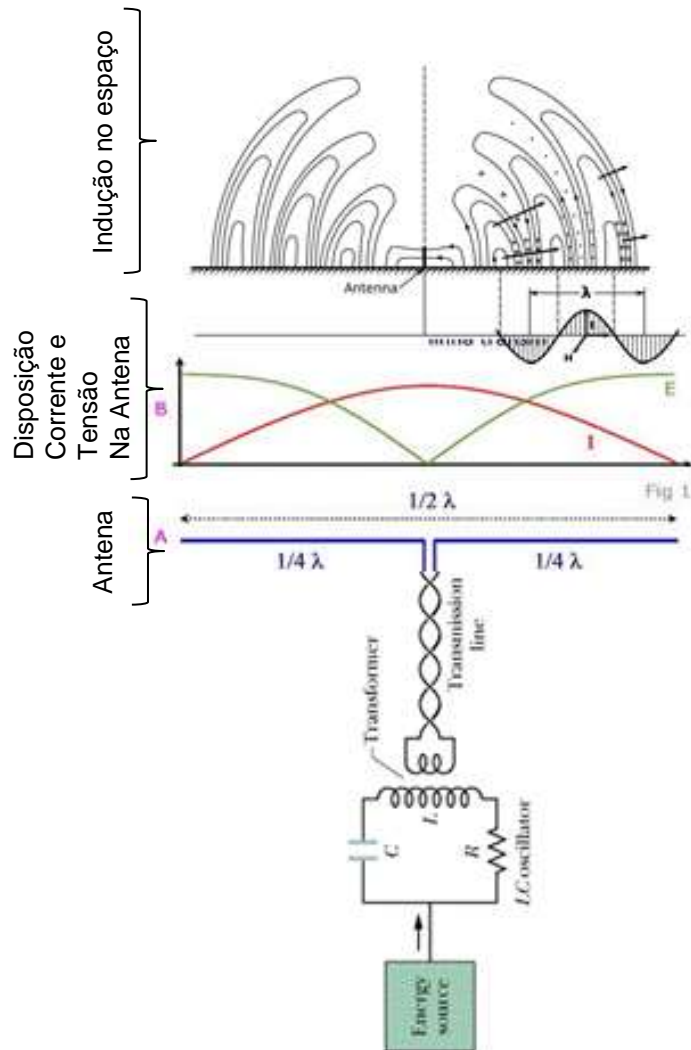 Indução no espaço
Antenna
λ
E
H
Disposição
Corrente e
Tensão
Na Antena
B
E
I
Fig 1
1/2 λ
Antena
A
1/4 λ
1/4 λ
Transmission
line
Transformer
L
C
R
LC oscillator
Energy
source